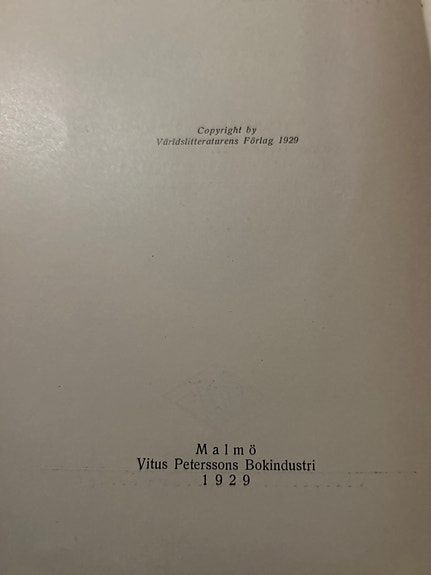 Copyright by
Världslitteraturens Förlag 1929
Malmö
Vitus Peterssons Bokindustri
1929